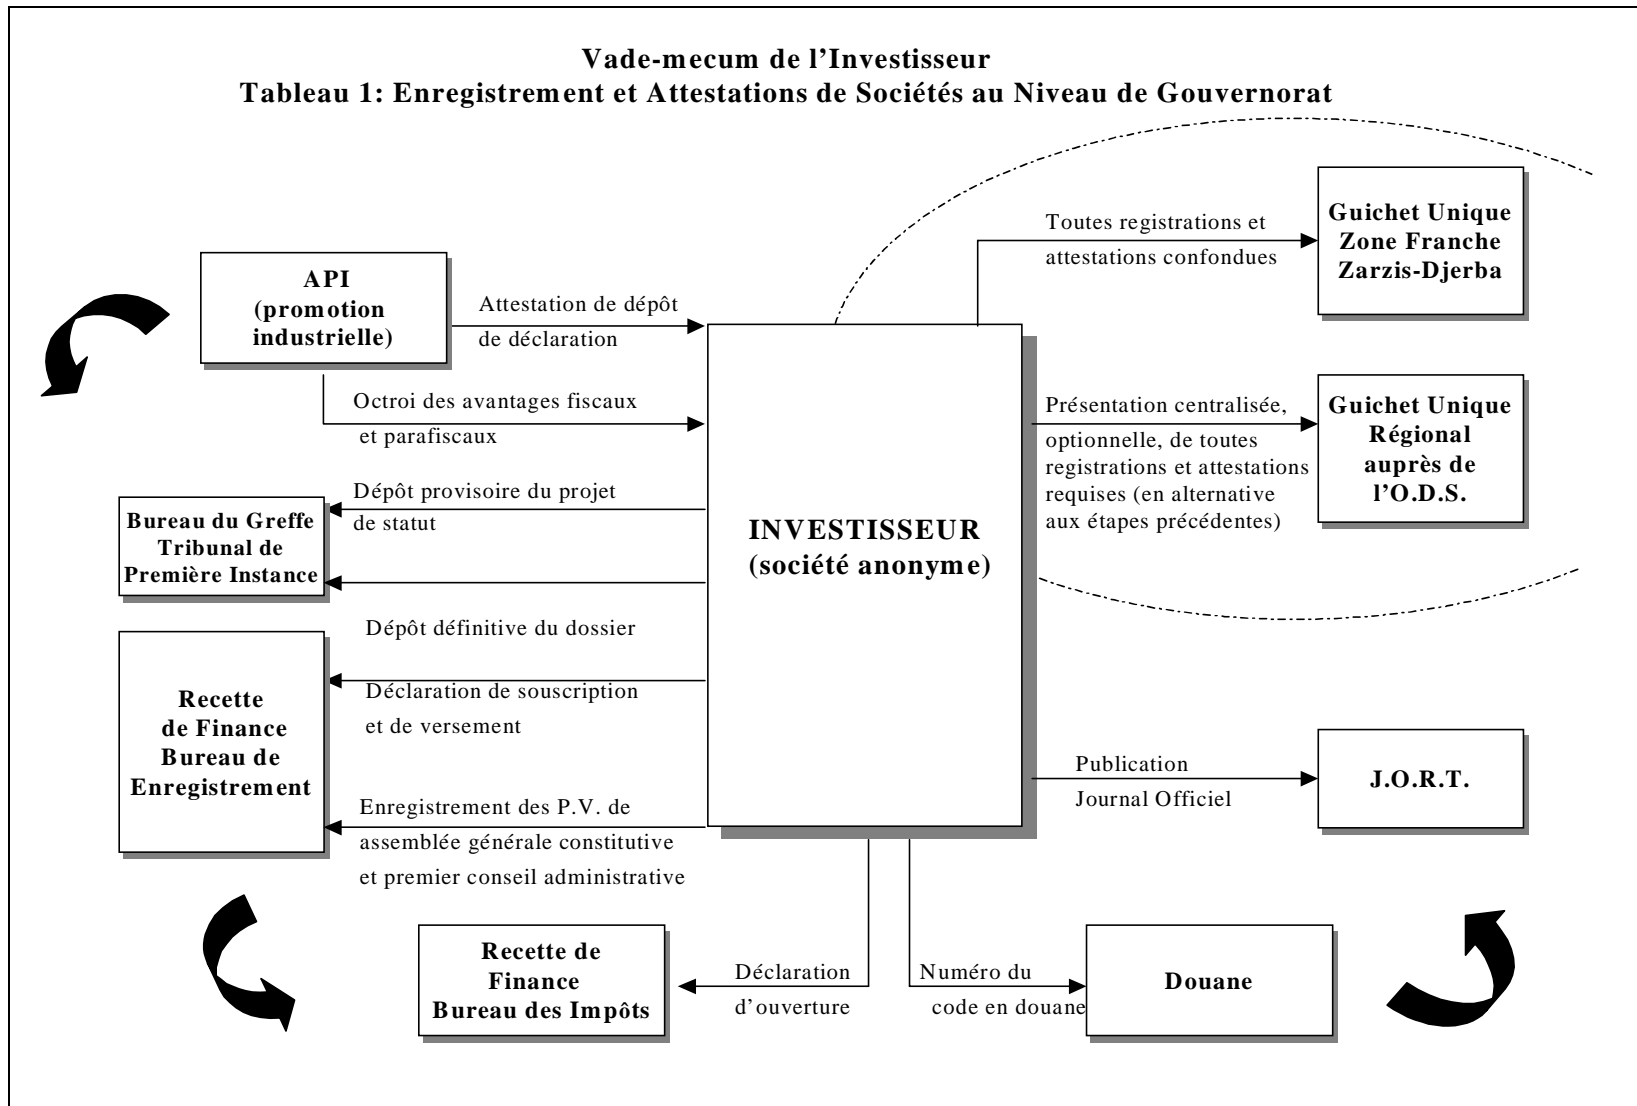 Vade-mecum de l'Investisseur
Tableau 1: Enregistrement et Attestations de Sociétés au Niveau de Gouvernorat
API
(promotion
industrielle)
Attestation de dépôt
de déclaration
Octroi des avantages fiscaux
et parafiscaux
Dépôt provisoire du projet
de statut
Bureau du Greffe
Tribunal de
Première Instance
Dépôt définitive du dossier
Recette
de Finance
Bureau de
Enregistrement
Déclaration de souscription
et de versement
Enregistrement des P.V. de
assemblée générale constitutive
et premier conseil administrative
INVESTISSEUR
(société anonyme)
Toutes registrations et
attestations confondues
Guichet Unique
Zone Franche
Zarzis-Djerba
Présentation centralisée,
optionnelle, de toutes
registrations et attestations
requises (en alternative
aux étapes précédentes)
Guichet Unique
Régional
auprès de
l'O.D.S.
Publication
Journal Officiel
J.O.R.T.
Recette de
Finance
Bureau des Impôts
Déclaration
d'ouverture
Numéro du
code en douane
Douane